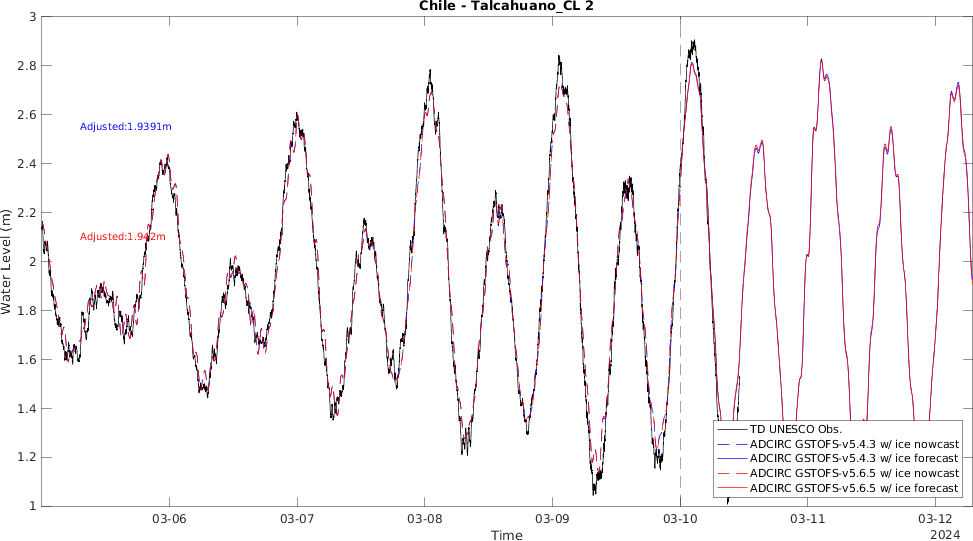 Chile - Talcahuano_CL 2
3
2.8
2.6
2.4
2.2
2
1.8
1.6
1.4
1.2
1
Water Level (m)
Adjusted:1.9391m
Adjusted:1.942m
TD UNESCO Obs.
ADCIRC GSTOFS-v5.4.3 w/ ice nowcast
ADCIRC GSTOFS-v5.4.3 w/ ice forecast
ADCIRC GSTOFS-v5.6.5 w/ ice nowcast
ADCIRC GSTOFS-v5.6.5 w/ ice forecast
03-06 03-07 03-08 03-09 03-10 03-11 03-12
2024
Time